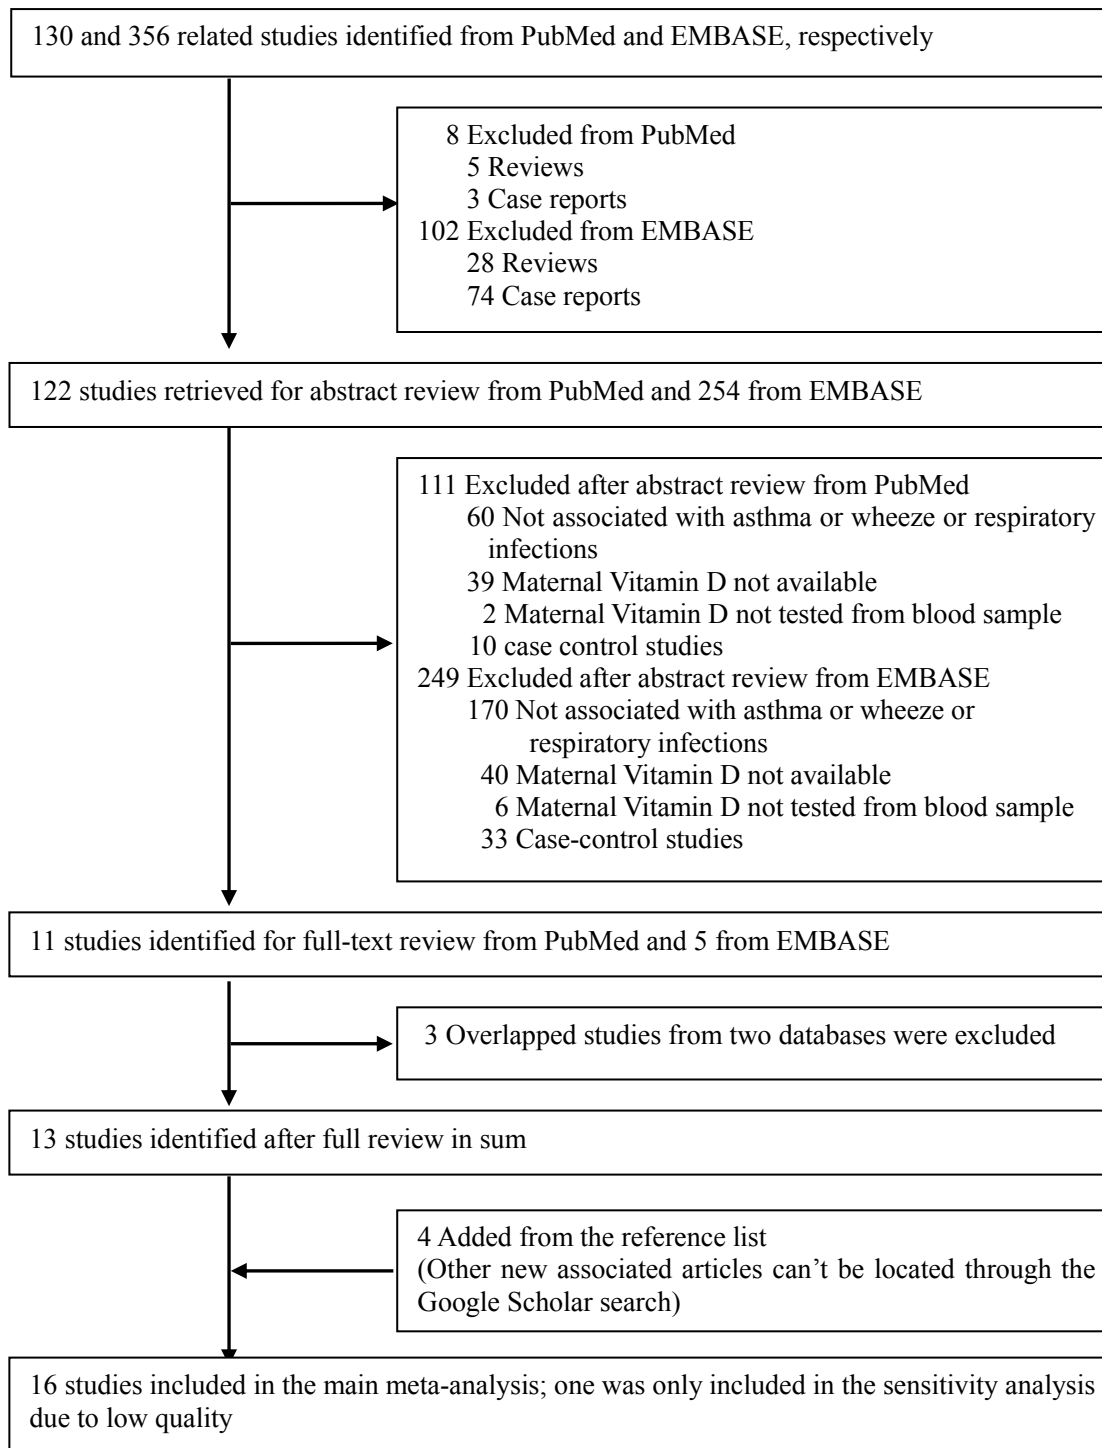 130 and 356 related studies identified from PubMed and EMBASE, respectively
8 Excluded from PubMed
5 Reviews
3 Case reports
102 Excluded from EMBASE
28 Reviews
74 Case reports
122 studies retrieved for abstract review from PubMed and 254 from EMBASE
111 Excluded after abstract review from PubMed
60 Not associated with asthma or wheeze or respiratory
infections
39 Maternal Vitamin D not available
2 Maternal Vitamin D not tested from blood sample
10 case control studies
249 Excluded after abstract review from EMBASE
170 Not associated with asthma or wheeze or
respiratory infections
40 Maternal Vitamin D not available
6 Maternal Vitamin D not tested from blood sample
33 Case-control studies
11 studies identified for full-text review from PubMed and 5 from EMBASE
3 Overlapped studies from two databases were excluded
13 studies identified after full review in sum
4 Added from the reference list
(Other new associated articles can’t be located through the
Google Scholar search)
16 studies included in the main meta-analysis; one was only included in the sensitivity analysis
due to low quality